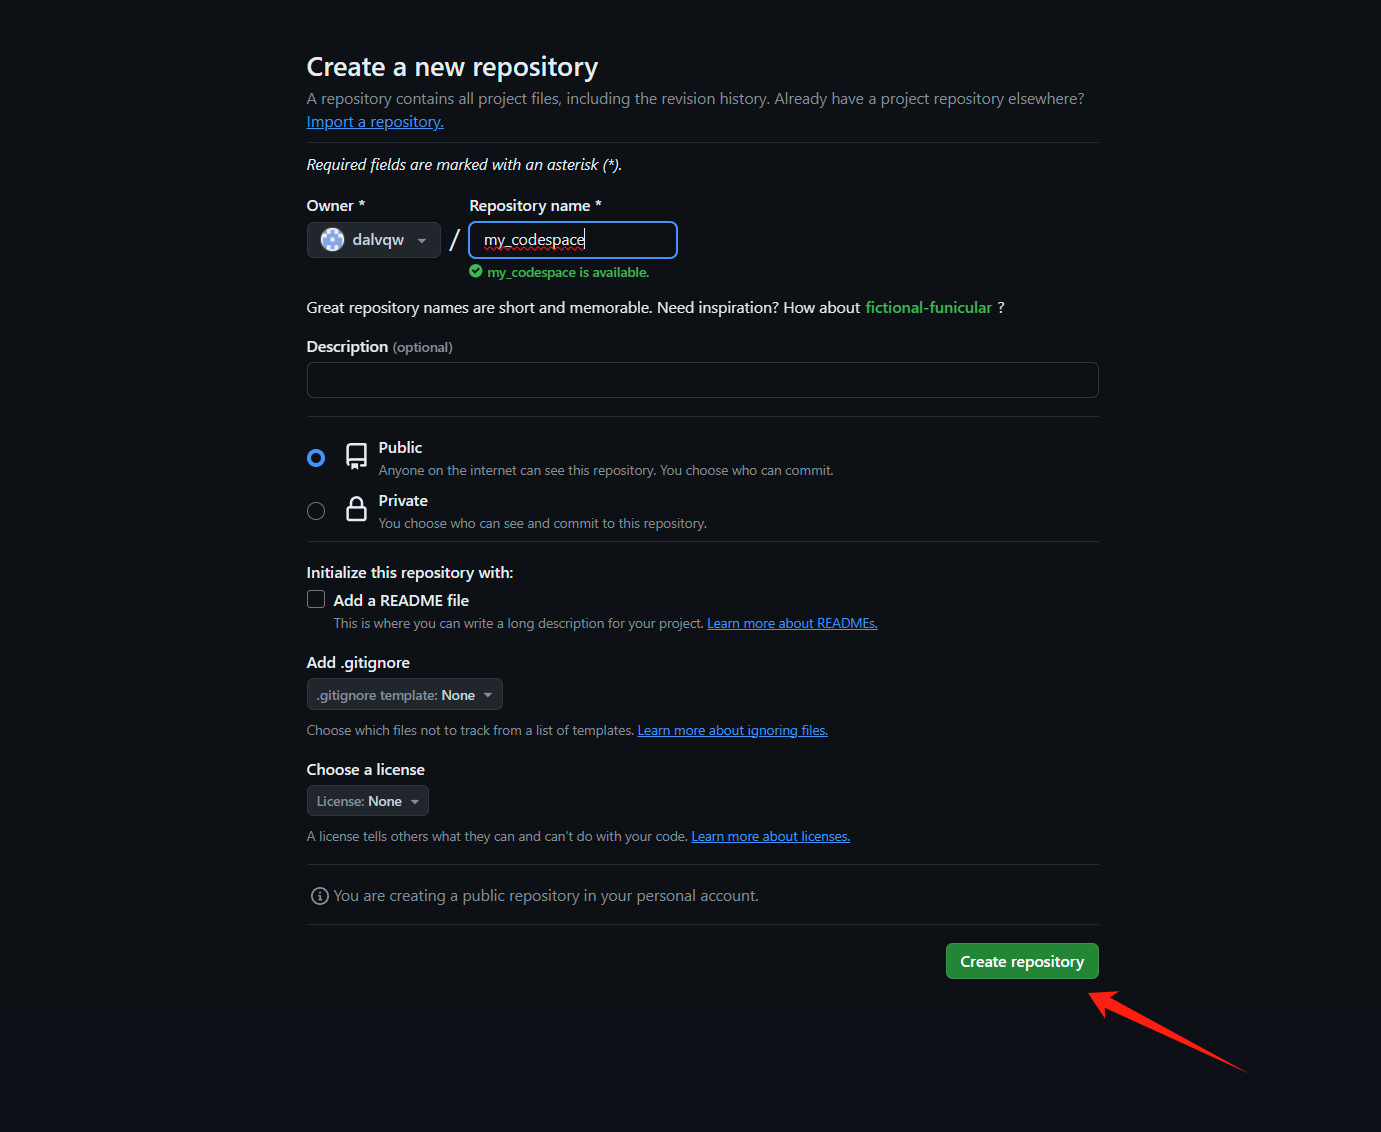 Create a new repository
A repository contains all project files, including the revision history. Already have a project repository elsewhere?
Import a repository.
Required fields are marked with an asterisk (*).
Owner * Repository name *
dalvqw / my_codespace
my_codespace is available.
Great repository names are short and memorable. Need inspiration? How about fictional-funicular ?
Description (optional)
Public
Anyone on the internet can see this repository. You choose who can commit.
Private
You choose who can see and commit to this repository.
Initialize this repository with:
Add a README file
This is where you can write a long description for your project. Learn more about READMEs.
Add .gitignore
.gitignore template: None
Choose which files not to track from a list of templates. Learn more about ignoring files.
Choose a license
License: None
A license tells others what they can and can't do with your code. Learn more about licenses.
You are creating a public repository in your personal account.
Create repository